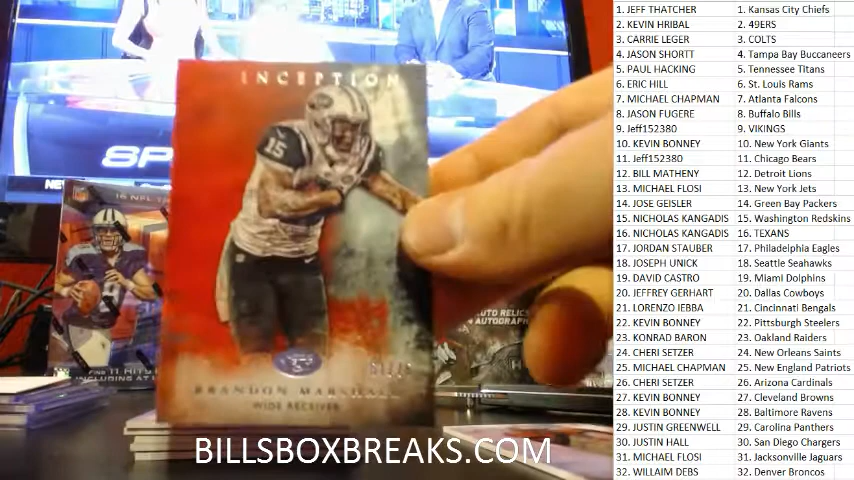 INCEPTION
15
BRANDON MARSHALL
WIDE RECEIVER
BILLSBOXBREAKS.COM
1. JEFF THATCHER 1. Kansas City Chiefs
2. KEVIN HRIBAL 2. 49ERS
3. CARRIE LEGER 3. COLTS
4. JASON SHORTT 4. Tampa Bay Buccaneers
5. PAUL HACKING 5. Tennessee Titans
6. ERIC HILL 6. St. Louis Rams
7. MICHAEL CHAPMAN 7. Atlanta Falcons
8. JASON FUGERE 8. Buffalo Bills
9. Jeff152380 9. VIKINGS
10. KEVIN BONNEY 10. New York Giants
11. Jeff152380 11. Chicago Bears
12. BILL MATHENY 12. Detroit Lions
13. MICHAEL FLOSI 13. New York Jets
14. JOSE GEISLER 14. Green Bay Packers
15. NICHOLAS KANGADIS 15. Washington Redskins
16. NICHOLAS KANGADIS 16. TEXANS
17. JORDAN STAUBER 17. Philadelphia Eagles
18. JOSEPH UNICK 18. Seattle Seahawks
19. DAVID CASTRO 19. Miami Dolphins
20. JEFFREY GERHART 20. Dallas Cowboys
21. LORENZO IEBBA 21. Cincinnati Bengals
22. KEVIN BONNEY 22. Pittsburgh Steelers
23. KONRAD BARON 23. Oakland Raiders
24. CHERI SETZER 24. New Orleans Saints
25. MICHAEL CHAPMAN 25. New England Patriots
26. CHERI SETZER 26. Arizona Cardinals
27. KEVIN BONNEY 27. Cleveland Browns
28. KEVIN BONNEY 28. Baltimore Ravens
29. JUSTIN GREENWELL 29. Carolina Panthers
30. JUSTIN HALL 30. San Diego Chargers
31. MICHAEL FLOSI 31. Jacksonville Jaguars
32. WILLAIM DEBS 32. Denver Broncos